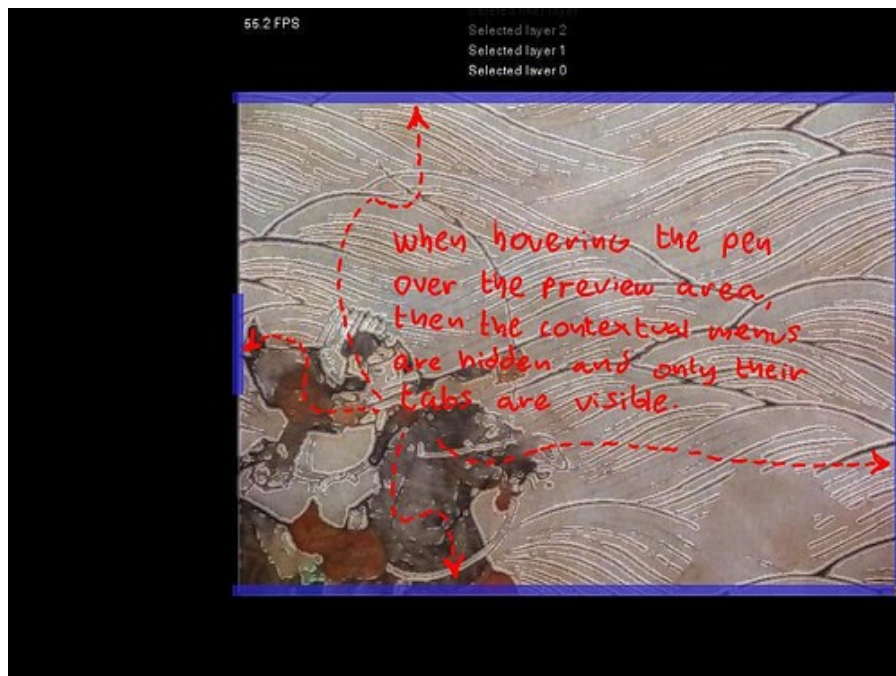 55.2 FPS
Selected layer 2
Selected layer 1
Selected layer 0
when hovering the pen
over the preview area,
then the contextual menus
are hidden and only their
tabs are visible.